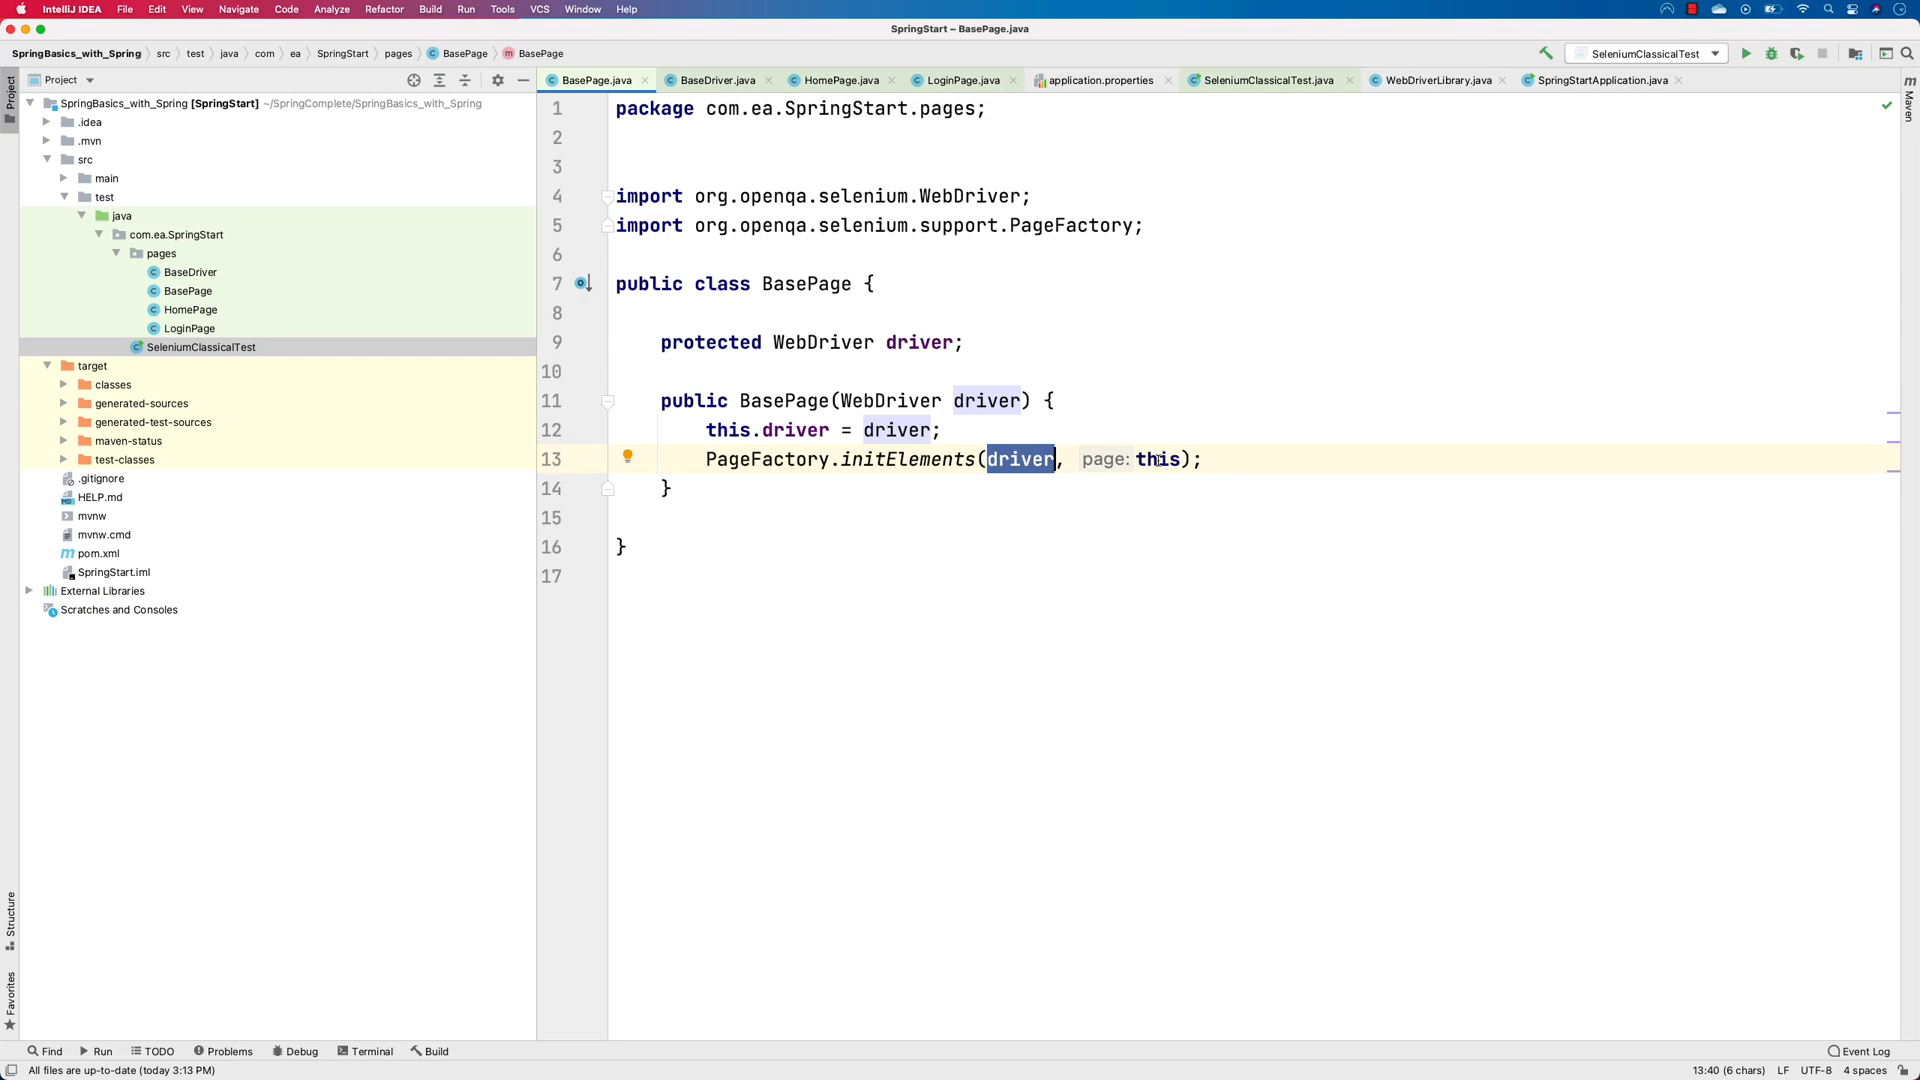 IntelliJ IDEA File Edit View Navigate Code Analyze Refactor Build Run Tools VCS Window Help
SpringStart – BasePage.java
SpringBasics_with_Spring src test java com ea SpringStart pages BasePage BasePage SeleniumClassicalTest
Project BasePage.java BaseDriver.java HomePage.java LoginPage.java application.properties SeleniumClassicalTest.java WebDriverLibrary.java SpringStartApplication.java
Project
Maven
Structure
Favorites
SpringBasics_with_Spring [SpringStart] ~/SpringComplete/SpringBasics_with_Spring
.idea
.mvn
src
main
test
java
com.ea.SpringStart
pages
BaseDriver
BasePage
HomePage
LoginPage
SeleniumClassicalTest
target
classes
generated-sources
generated-test-sources
maven-status
test-classes
.gitignore
HELP.md
mvnw
mvnw.cmd
pom.xml
SpringStart.iml
External Libraries
Scratches and Consoles
1 package com.ea.SpringStart.pages;
2
3
4 import org.openqa.selenium.WebDriver;
5 import org.openqa.selenium.support.PageFactory;
6
7 public class BasePage {
8
9 protected WebDriver driver;
10
11 public BasePage(WebDriver driver) {
12 this.driver = driver;
13 PageFactory.initElements(driver, page: this);
14 }
15
16 }
17
Find Run TODO Problems Debug Terminal Build Event Log
All files are up-to-date (today 3:13 PM) 13:40 (6 chars) LF UTF-8 4 spaces